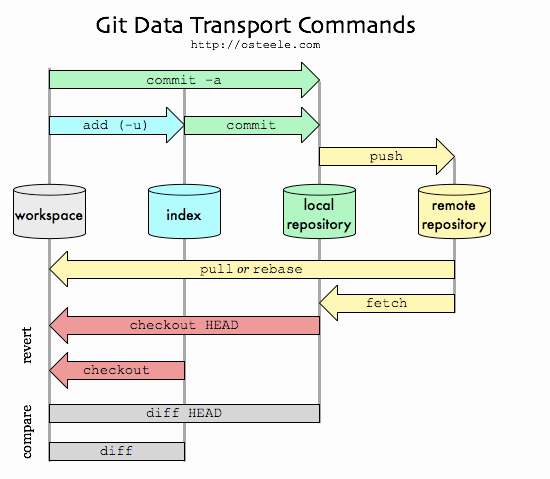 Git Data Transport Commands
http://osteele.com
commit -a
add (-u)
commit
push
workspace
index
local
repository
remote
repository
pull or rebase
fetch
revert
checkout HEAD
checkout
compare
diff HEAD
diff